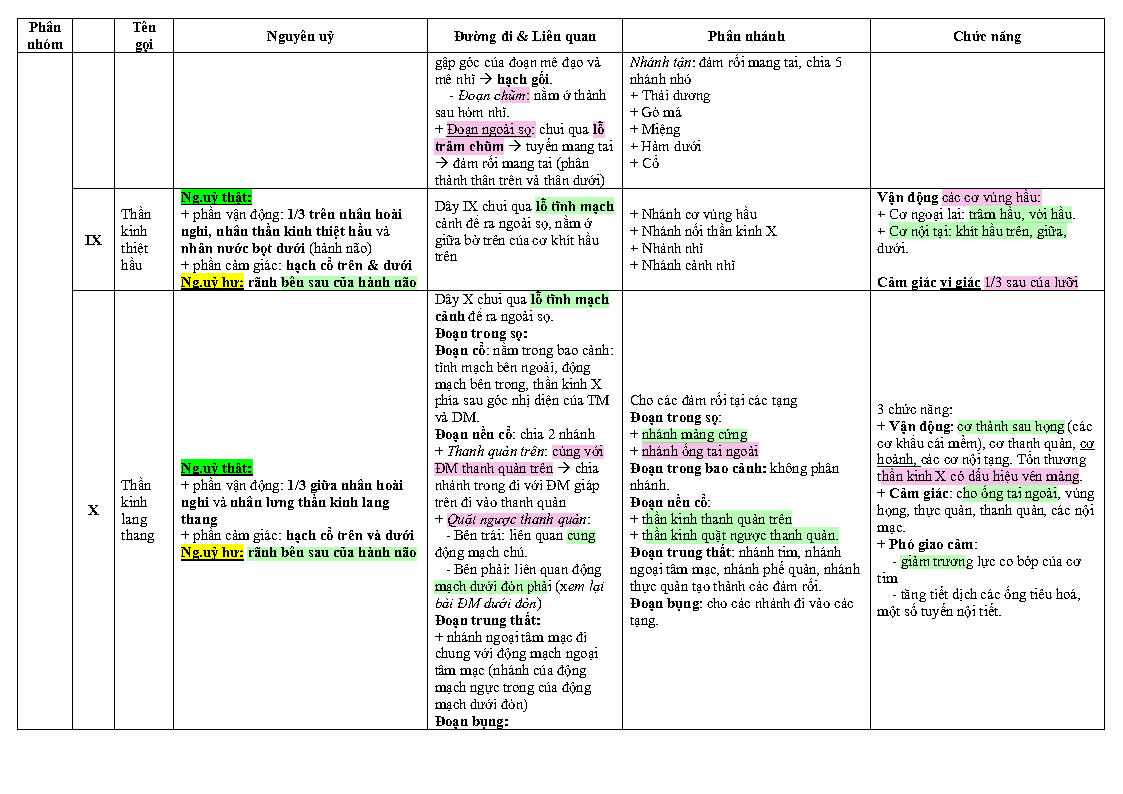 Phân nhóm
Tên gọi
Nguyên uỷ
Đường đi & Liên quan
Phân nhánh
Chức năng
gập góc của đoạn mê đạo và
mê nhĩ → hạch gối.
- Đoạn chũm: nằm ở thành
sau hòm nhĩ.
+ Đoạn ngoài sọ: chui qua lỗ
trâm chũm → tuyến mang tai
→ đám rối mang tai (phân
thành thân trên và thân dưới)
Nhánh tận: đám rối mang tai, chia 5
nhánh nhỏ
+ Thái dương
+ Gò má
+ Miệng
+ Hàm dưới
+ Cổ
IX
Thần
kinh
thiệt
hầu
Ng.uỷ thật:
+ phần vận động: 1/3 trên nhân hoài
nghi, nhân thần kinh thiệt hầu và
nhân nước bọt dưới (hành não)
+ phần cảm giác: hạch cổ trên & dưới
Ng.uỷ hư: rãnh bên sau của hành não
Dây IX chui qua lỗ tĩnh mạch
cảnh để ra ngoài sọ, nằm ở
giữa bờ trên của cơ khít hầu
trên
+ Nhánh cơ vùng hầu
+ Nhánh nối thần kinh X
+ Nhánh nhĩ
+ Nhánh cảnh nhĩ
Vận động các cơ vùng hầu:
+ Cơ ngoại lai: trâm hầu, vòi hầu.
+ Cơ nội tại: khít hầu trên, giữa,
dưới.
Cảm giác vị giác 1/3 sau của lưỡi
X
Thần
kinh
lang
thang
Ng.uỷ thật:
+ phần vận động: 1/3 giữa nhân hoài
nghi và nhân lưng thần kinh lang
thang
+ phần cảm giác: hạch cổ trên và dưới
Ng.uỷ hư: rãnh bên sau của hành não
Dây X chui qua lỗ tĩnh mạch
cảnh để ra ngoài sọ.
Đoạn trong sọ:
Đoạn cổ: nằm trong bao cảnh:
tĩnh mạch bên ngoài, động
mạch bên trong, thần kinh X
phía sau góc nhị diện của TM
và DM.
Đoạn nền cổ: chia 2 nhánh
+ Thanh quản trên: cùng với
ĐM thanh quản trên → chia
nhánh trong đi với ĐM giáp
trên đi vào thanh quản
+ Quặt ngược thanh quản:
- Bên trái: liên quan cung
động mạch chủ.
- Bên phải: liên quan động
mạch dưới đòn phải (xem lại
bài ĐM dưới đòn)
Đoạn trung thất:
+ nhánh ngoại tâm mạc đi
chung với động mạch ngoại
tâm mạc (nhánh của động
mạch ngực trong của động
mạch dưới đòn)
Đoạn bụng:
Cho các đám rối tại các tạng
Đoạn trong sọ:
+ nhánh màng cứng
+ nhánh ống tai ngoài
Đoạn trong bao cảnh: không phân
nhánh.
Đoạn nền cổ:
+ thần kinh thanh quản trên
+ thần kinh quặt ngược thanh quản.
Đoạn trung thất: nhánh tim, nhánh
ngoại tâm mạc, nhánh phế quản, nhánh
thực quản tạo thành các đám rối.
Đoạn bụng: cho các nhánh đi vào các
tạng.
3 chức năng:
+ Vận động: cơ thành sau họng (các
cơ khẩu cái mềm), cơ thanh quản, cơ
hoành, các cơ nội tạng. Tổn thương
thần kinh X có dấu hiệu vén màng.
+ Cảm giác: cho ống tai ngoài, vùng
họng, thực quản, thanh quản, các nội
mạc.
+ Phó giao cảm:
- giảm trương lực co bóp của cơ
tim
- tăng tiết dịch các ống tiêu hoá,
một số tuyến nội tiết.